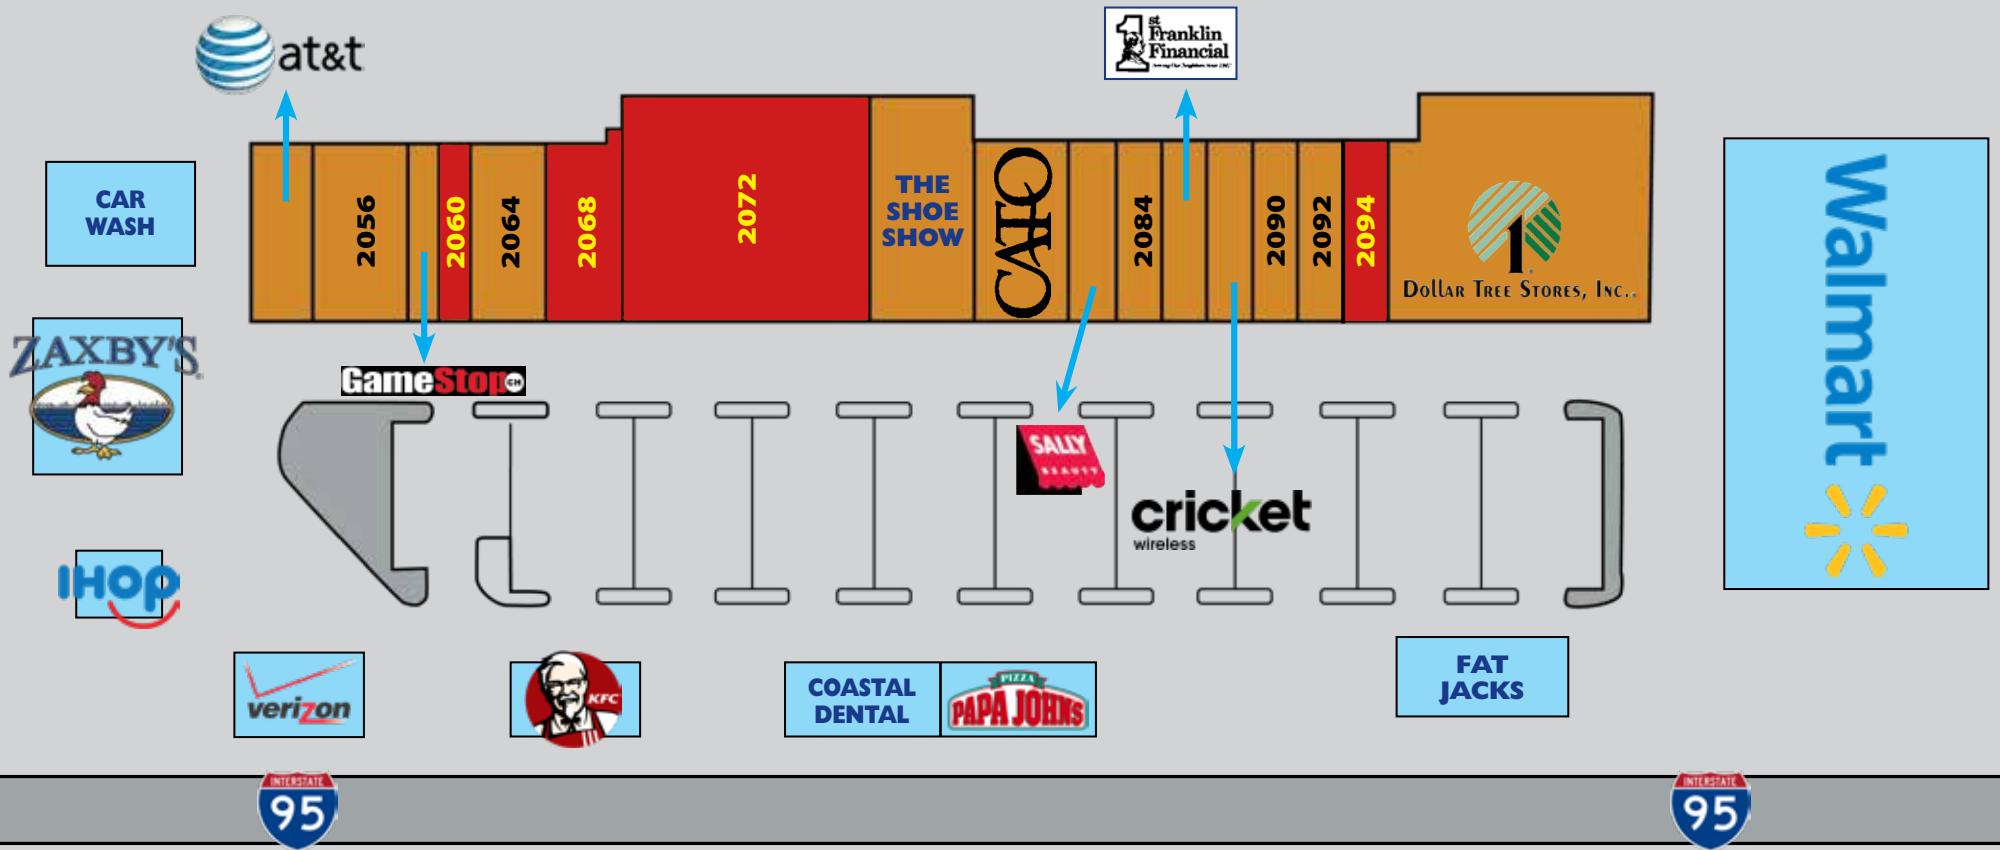 at&t
1st Franklin Financial
CAR
WASH
2056
2060
2064
2068
2072
THE
SHOE
SHOW
CATO
2084
2090
2092
2094
1
DOLLAR TREE STORES, INC.
Walmart
ZAXBY'S
GameStop
SALLY
BEAUTY
cricket
wireless
IHOP
verizon
KFC
COASTAL
DENTAL
PIZZA
PAPA JOHNS
FAT
JACKS
INTERSTATE
95
INTERSTATE
95